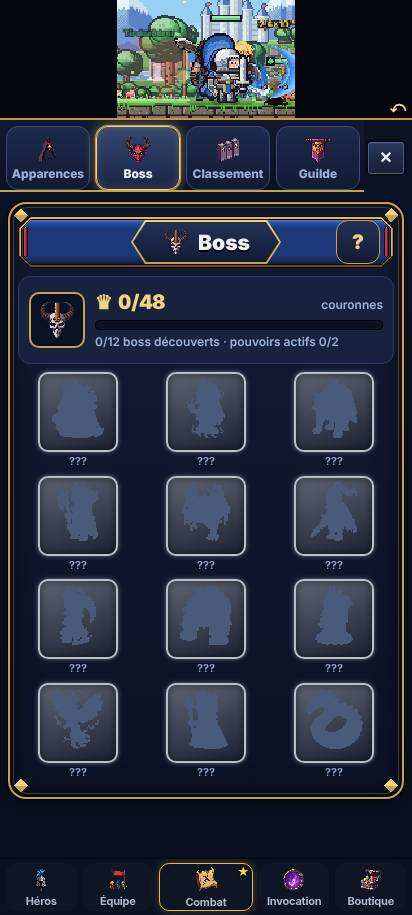 Apparences
Boss
Classement
Guilde
×
Boss
?
0/48
couronnes
0/12 boss découverts · pouvoirs actifs 0/2
??? ??? ???
??? ??? ???
??? ??? ???
??? ??? ???
Héros
Équipe
Combat
Invocation
Boutique